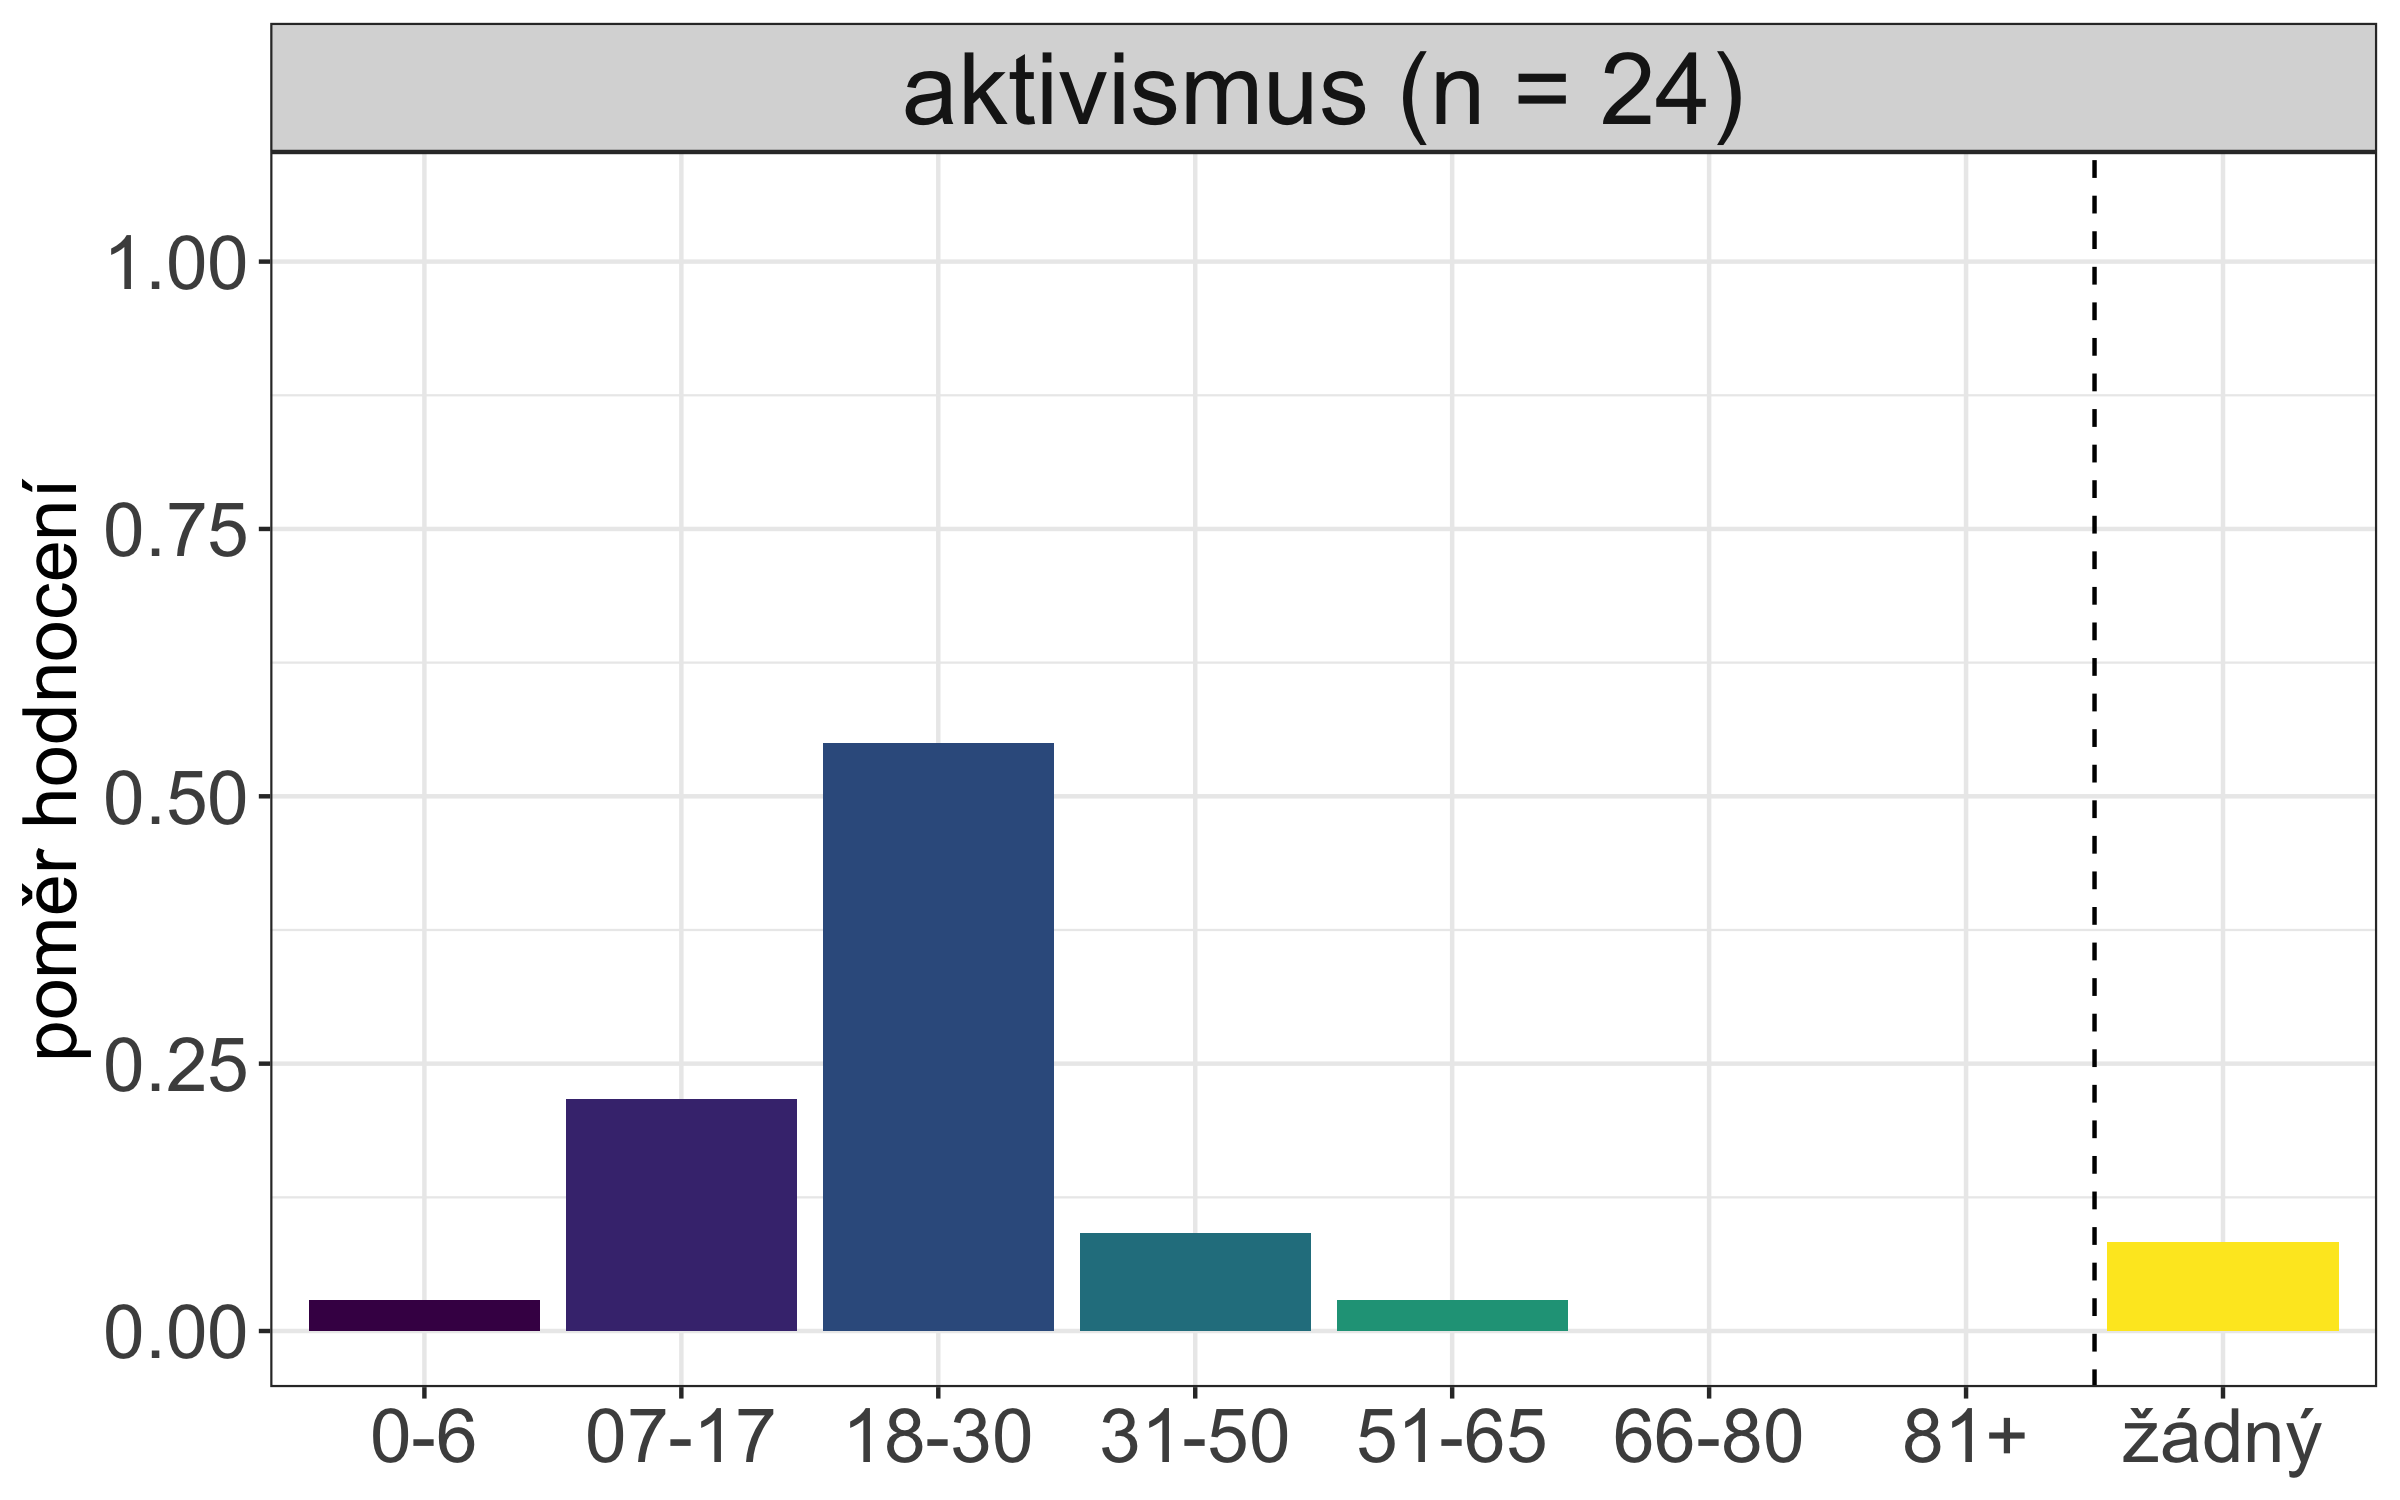 aktivismus (n = 24)
poměr hodnocení
1.00
0.75
0.50
0.25
0.00
0-6 07-17 18-30 31-50 51-65 66-80 81+ žádný